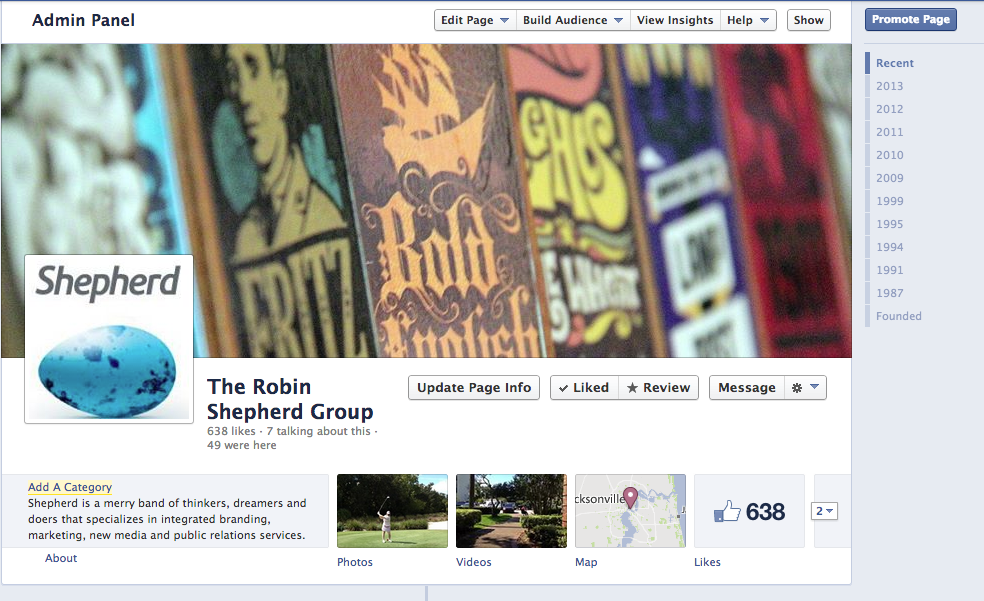 Admin Panel
Edit Page
Build Audience
View Insights
Help
Show
Promote Page
Recent
2013
2012
2011
2010
2009
1999
1995
1994
1991
1987
Founded
FRITZ
Bold
English
Shepherd
The Robin
Shepherd Group
638 likes · 7 talking about this ·
49 were here
Update Page Info
Liked
Review
Message
Add A Category
Shepherd is a merry band of thinkers, dreamers and
doers that specializes in integrated branding,
marketing, new media and public relations services.
About
cksonville
638
2
Photos
Videos
Map
Likes